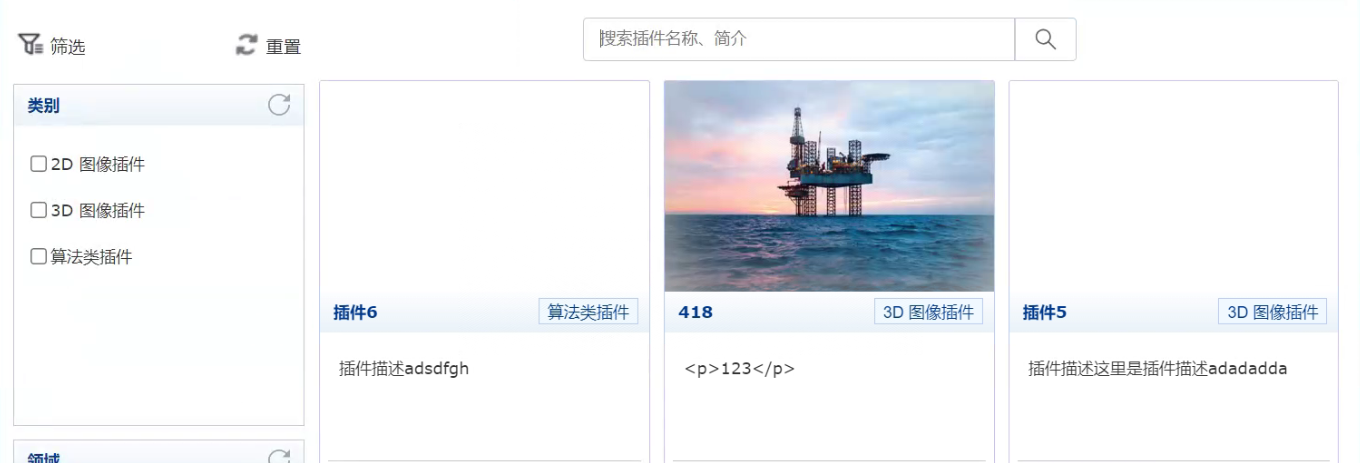 筛选
重置
搜索插件名称、简介
类别
2D 图像插件
3D 图像插件
算法类插件
领域
插件6
算法类插件
插件描述adsdfgh
418
3D 图像插件
<p>123</p>
插件5
3D 图像插件
插件描述这里是插件描述adadadda